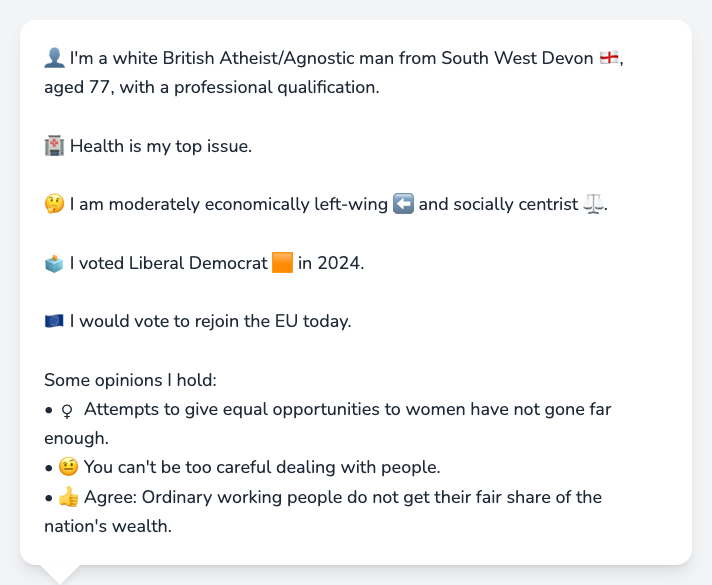 👤 I'm a white British Atheist/Agnostic man from South West Devon 🏴󠁧󠁢󠁥󠁮󠁧󠁿,
aged 77, with a professional qualification.
🏥 Health is my top issue.
🤔 I am moderately economically left-wing ⬅️ and socially centrist ⚖️.
🗳️ I voted Liberal Democrat 🟧 in 2024.
🇪🇺 I would vote to rejoin the EU today.
Some opinions I hold:
• ♀ Attempts to give equal opportunities to women have not gone far
enough.
• 🤨 You can't be too careful dealing with people.
• 👍 Agree: Ordinary working people do not get their fair share of the
nation's wealth.